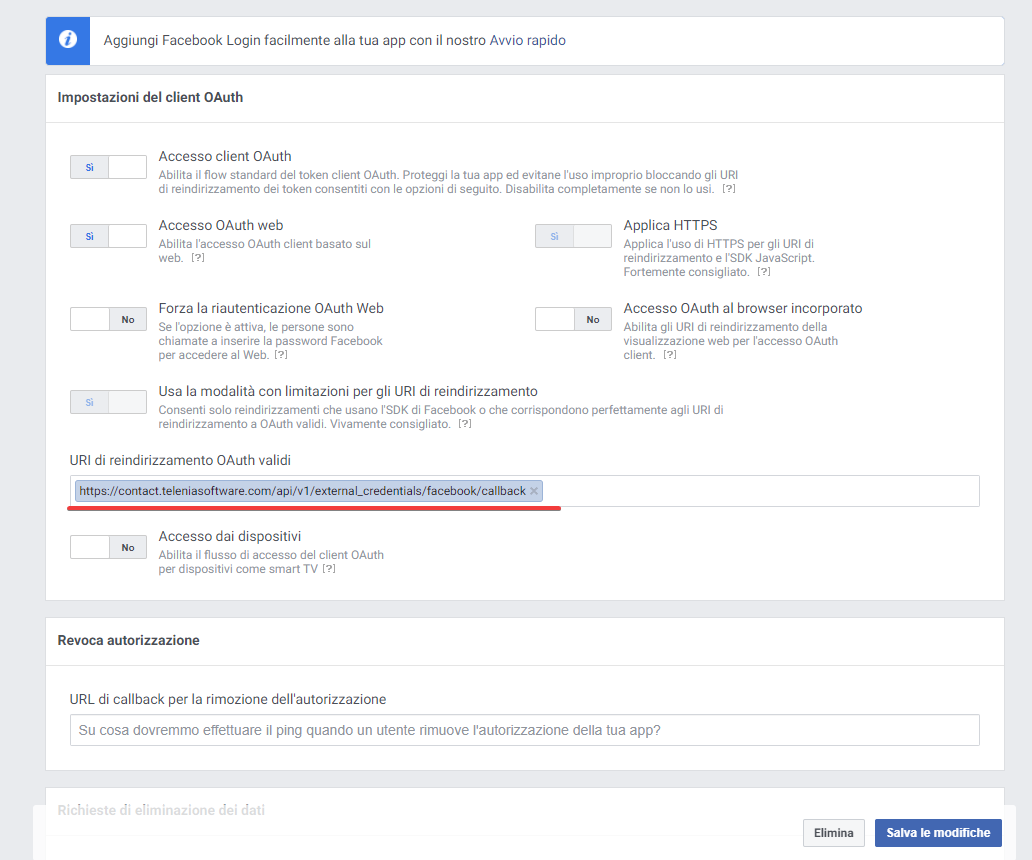 Aggiungi Facebook Login facilmente alla tua app con il nostro Avvio rapido
Impostazioni del client OAuth
Sì
Accesso client OAuth
Abilita il flow standard del token client OAuth. Proteggi la tua app ed evitane l'uso improprio bloccando gli URI
di reindirizzamento dei token consentiti con le opzioni di seguito. Disabilita completamente se non lo usi. [?]
Sì
Accesso OAuth web
Abilita l'accesso OAuth client basato sul
web. [?]
Sì
Applica HTTPS
Applica l'uso di HTTPS per gli URI di
reindirizzamento e l'SDK JavaScript.
Fortemente consigliato. [?]
No
Forza la riautenticazione OAuth Web
Se l'opzione è attiva, le persone sono
chiamate a inserire la password Facebook
per accedere al Web. [?]
No
Accesso OAuth al browser incorporato
Abilita gli URI di reindirizzamento della
visualizzazione web per l'accesso OAuth
client. [?]
Sì
Usa la modalità con limitazioni per gli URI di reindirizzamento
Consenti solo reindirizzamenti che usano l'SDK di Facebook o che corrispondono perfettamente agli URI di
reindirizzamento a OAuth validi. Vivamente consigliato. [?]
URI di reindirizzamento OAuth validi
https://contact.teleniasoftware.com/api/v1/external_credentials/facebook/callback ×
No
Accesso dai dispositivi
Abilita il flusso di accesso del client OAuth
per dispositivi come smart TV [?]
Revoca autorizzazione
URL di callback per la rimozione dell'autorizzazione
Su cosa dovremmo effettuare il ping quando un utente rimuove l'autorizzazione della tua app?
Richieste di eliminazione dei dati
Elimina
Salva le modifiche